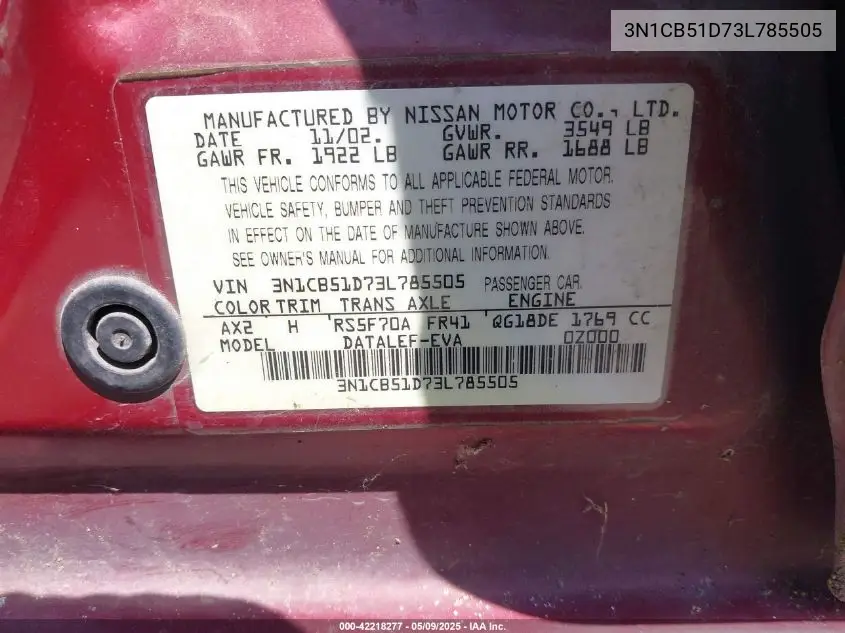 3N1CB51D73L785505
MANUFACTURED BY NISSAN MOTOR CO., LTD.
DATE 11/02. GVWR. 3549 LB
GAWR FR. 1922 LB GAWR RR. 1688 LB
THIS VEHICLE CONFORMS TO ALL APPLICABLE FEDERAL MOTOR.
VEHICLE SAFETY, BUMPER AND THEFT PREVENTION STANDARDS
IN EFFECT ON THE DATE OF MANUFACTURE SHOWN ABOVE.
SEE OWNER'S MANUAL FOR ADDITIONAL INFORMATION.
VIN 3N1CB51D73L785505 PASSENGER CAR.
COLOR TRIM TRANS AXLE ENGINE
AX2 H RS5F70A FR41 QG18DE 1769 CC
MODEL DATALEF-EVA 0Z000
3N1CB51D73L785505
000-42218277 - 05/09/2025 - IAA Inc.